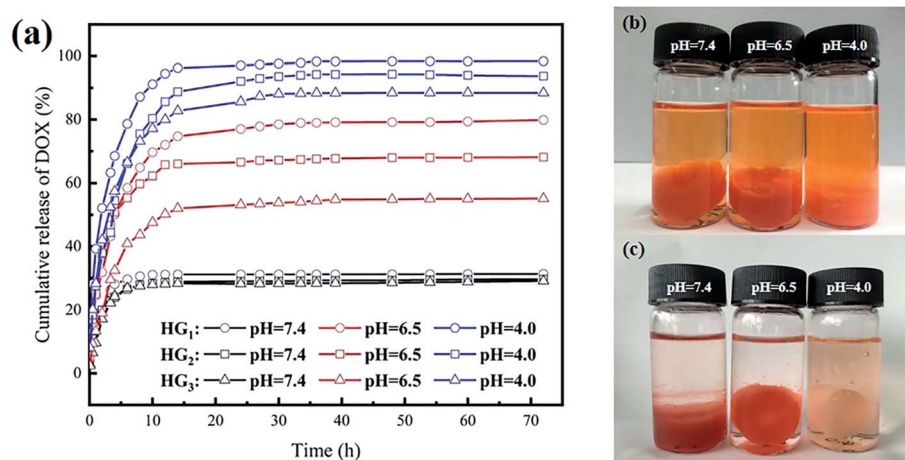 (a)
Cumulative release of DOX (%)
100
80
60
40
20
0
HG₁: pH=7.4 pH=6.5 pH=4.0
HG₂: pH=7.4 pH=6.5 pH=4.0
HG₃: pH=7.4 pH=6.5 pH=4.0
0 10 20 30 40 50 60 70
Time (h)
(b)
pH=7.4 pH=6.5 pH=4.0
(c)
pH=7.4 pH=6.5 pH=4.0